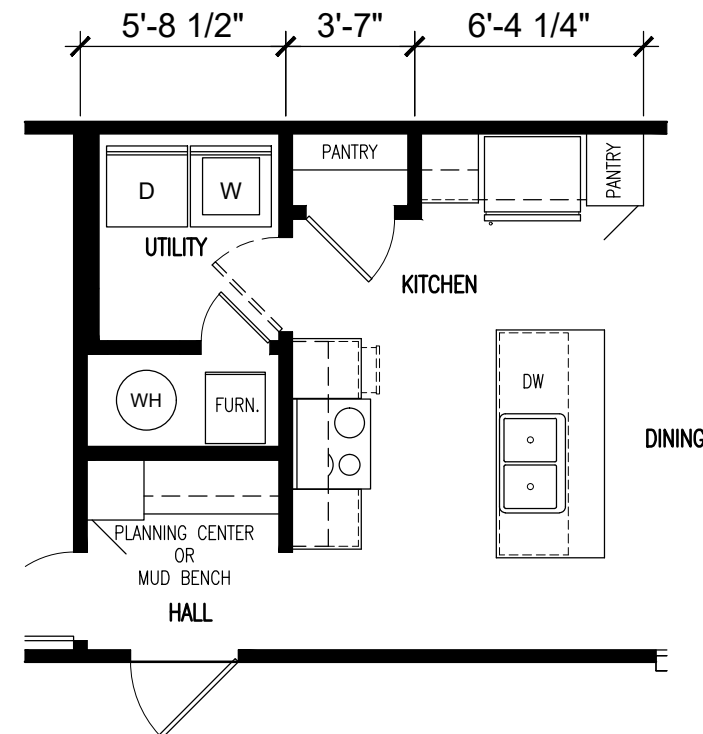 5'-8 1/2" 3'-7" 6'-4 1/4"
PANTRY
PANTRY
D W
UTILITY
KITCHEN
WH
FURN.
DW
DINING
PLANNING CENTER
OR
MUD BENCH
HALL